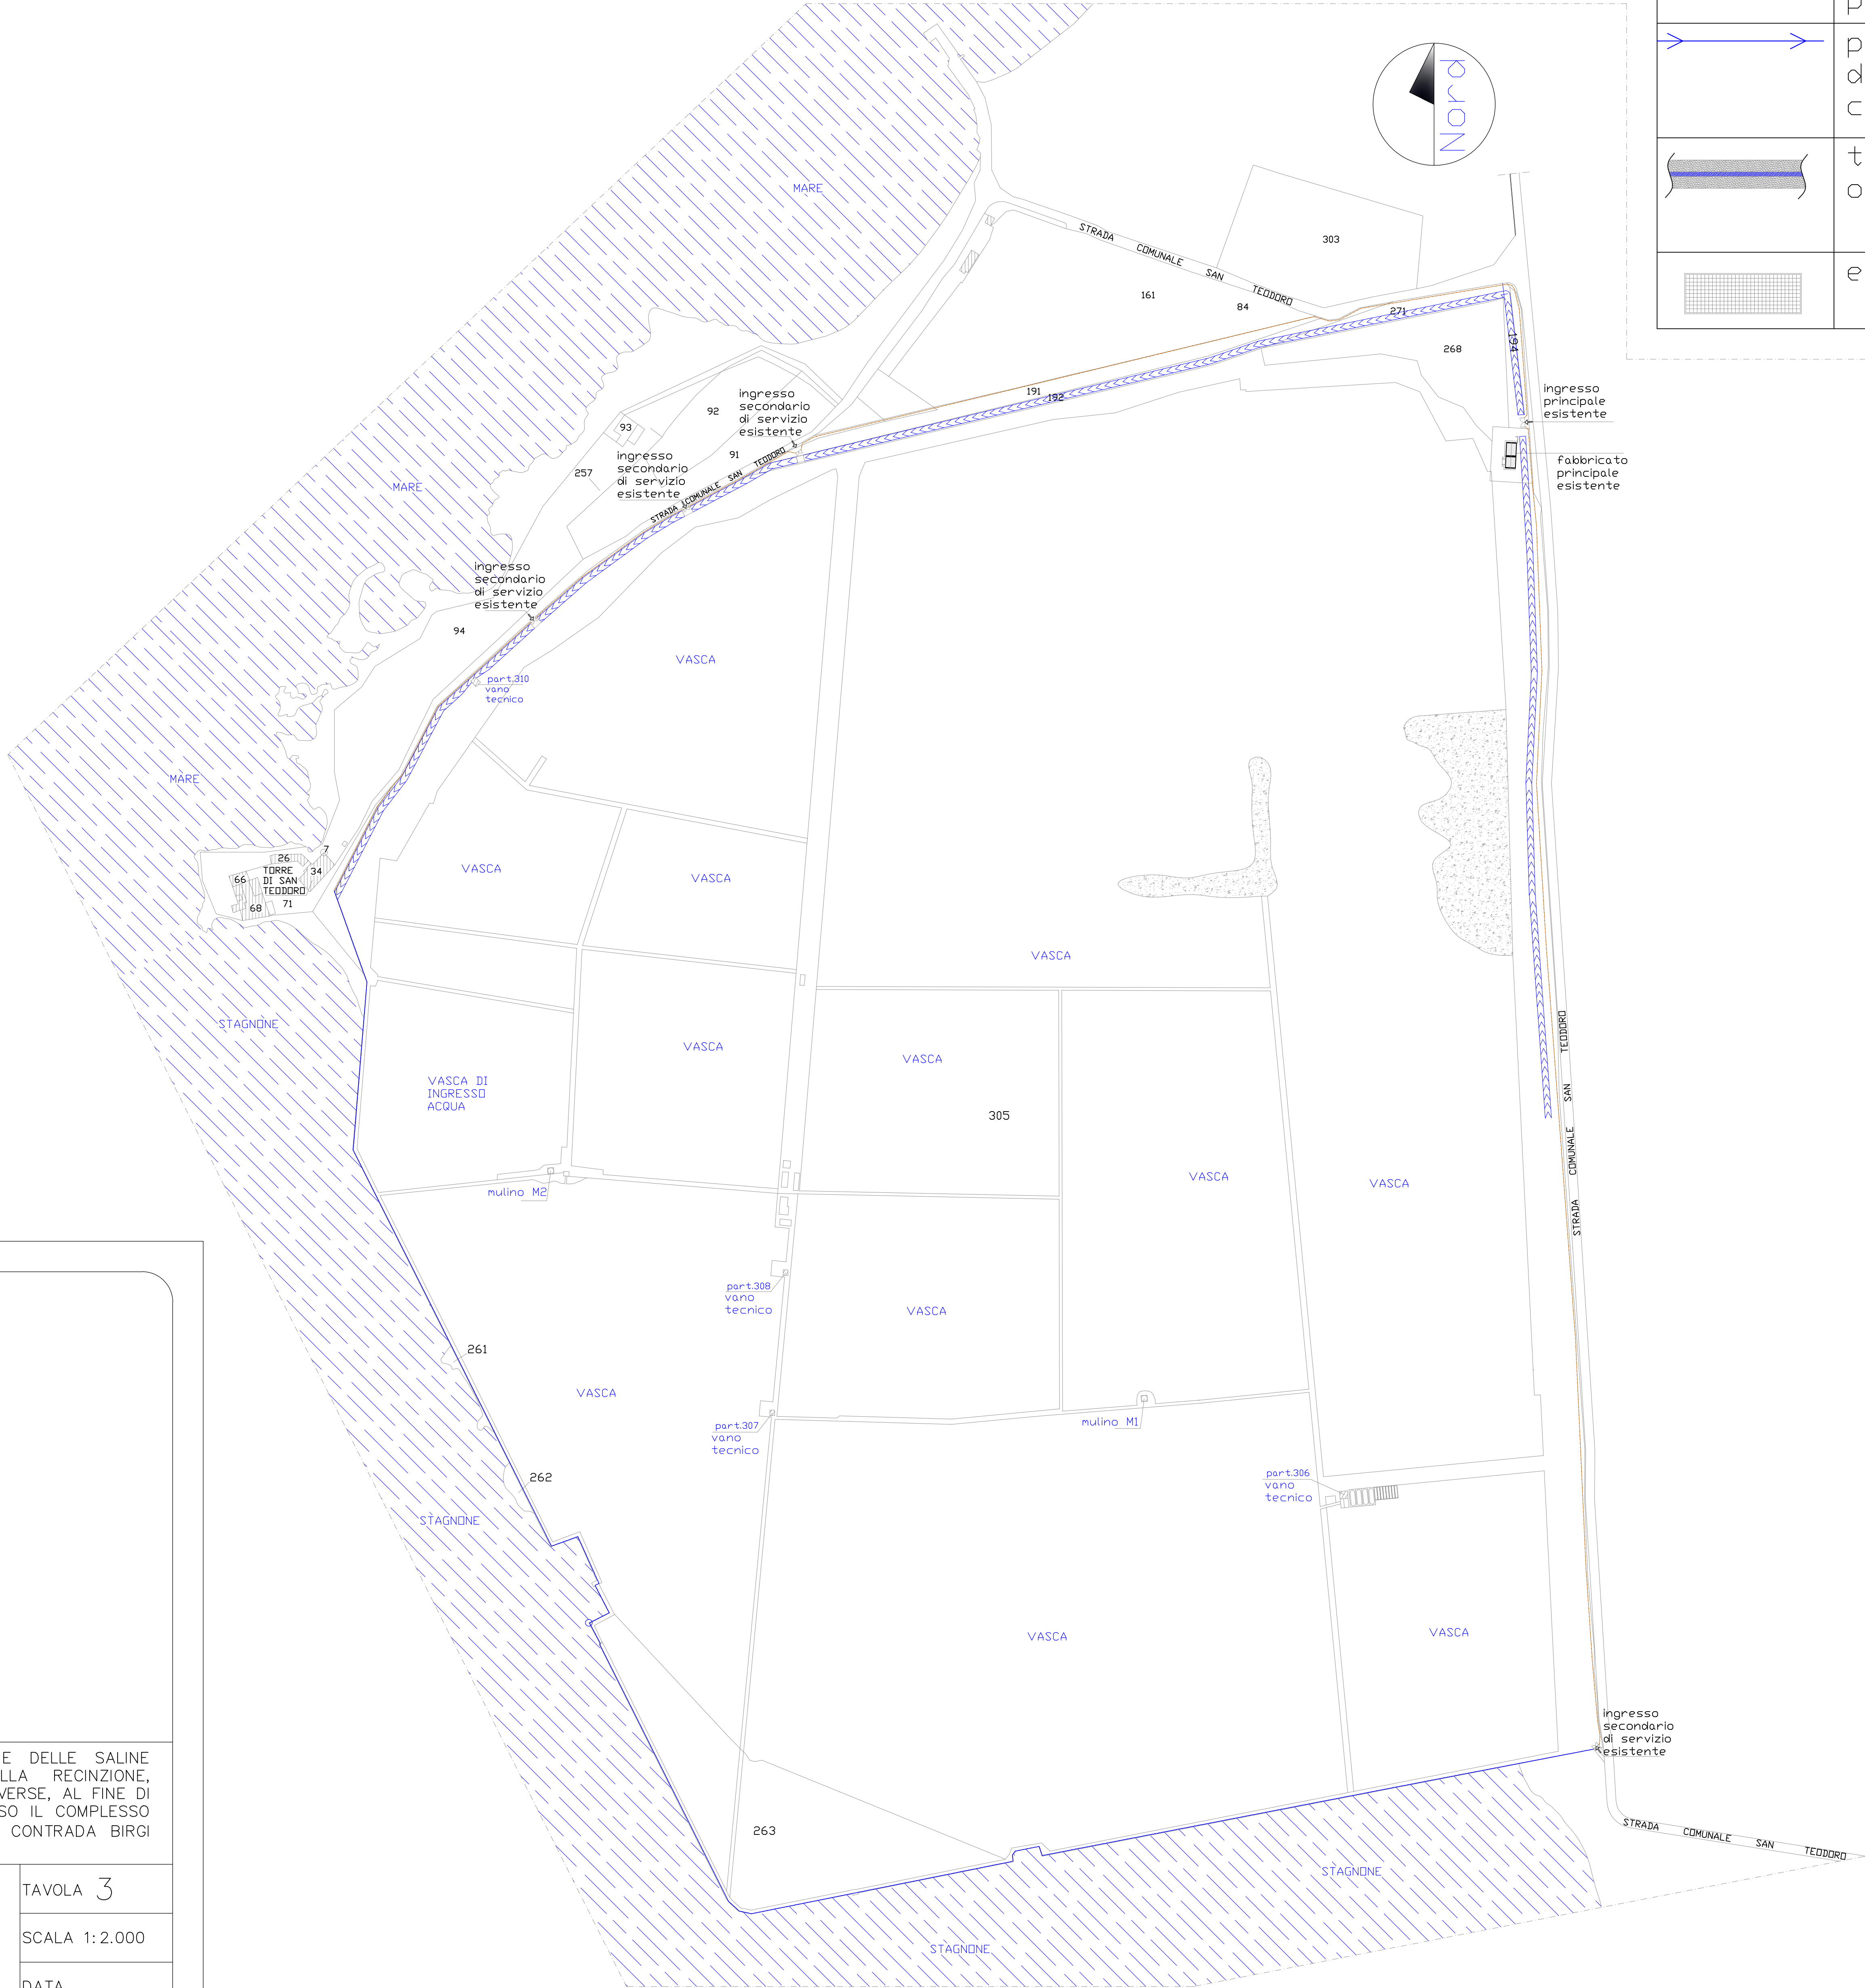 p
p
d
c
t
o
e
Nord
MARE
303
STRADA COMUNALE SAN TEODORO
161
84
271
268
194
ingresso
principale
esistente
191
192
ingresso
secondario
di servizio
esistente
92
93
91
ingresso
secondario
di servizio
esistente
257
STRADA COMUNALE SAN TEODORO
fabbricato
principale
esistente
MARE
ingresso
secondario
di servizio
esistente
94
VASCA
part.310
vano
tecnico
MARE
7
26
34
TORRE
DI SAN
TEODORO
66
68
71
VASCA
VASCA
VASCA
STAGNONE
VASCA
VASCA
VASCA DI
INGRESSO
ACQUA
305
STRADA COMUNALE SAN TEODORO
VASCA
VASCA
mulino M2
part.308
vano
tecnico
VASCA
261
VASCA
part.307
vano
tecnico
mulino M1
262
part.306
vano
tecnico
STAGNONE
VASCA
VASCA
ingresso
secondario
di servizio
esistente
263
STRADA COMUNALE SAN TEODORO
STAGNONE
STAGNONE
E DELLE SALINE
LLA RECINZIONE,
VERSE, AL FINE DI
SO IL COMPLESSO
CONTRADA BIRGI
TAVOLA 3
SCALA 1:2.000
DATA